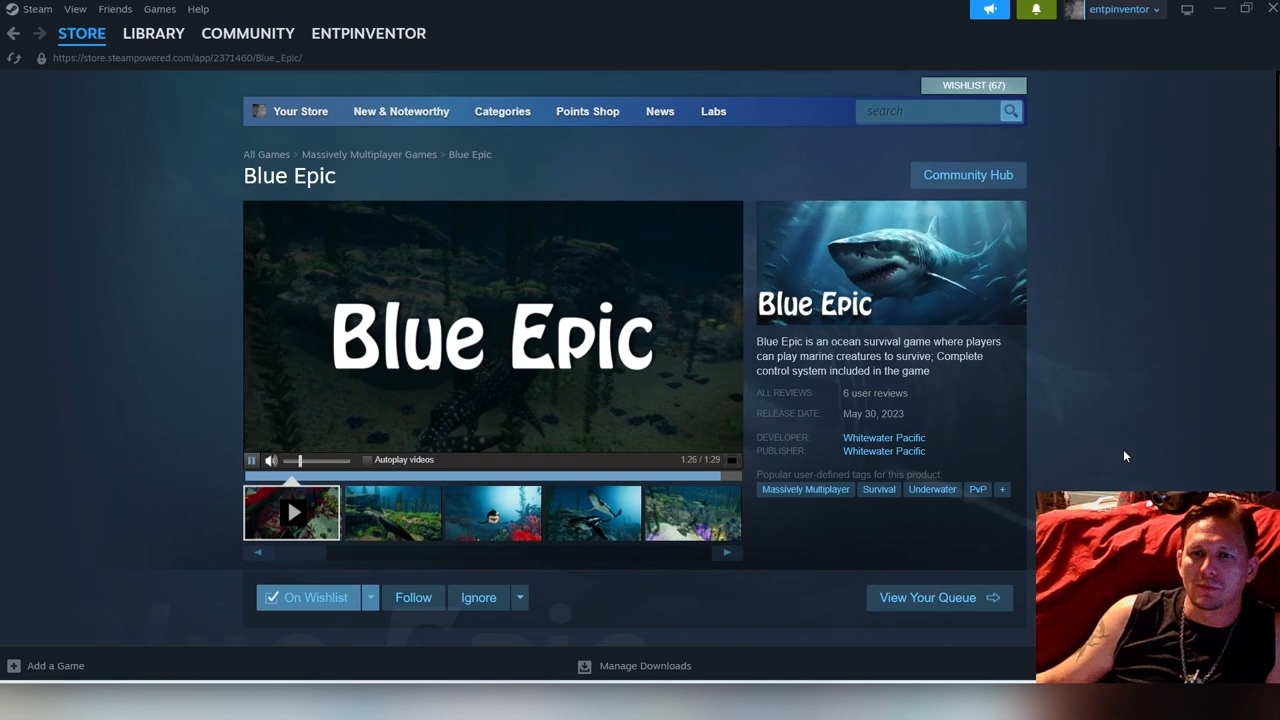 Steam View Friends Games Help
entpinventor
STORE LIBRARY COMMUNITY ENTPINVENTOR
https://store.steampowered.com/app/2371460/Blue_Epic/
WISHLIST (67)
Your Store New & Noteworthy Categories Points Shop News Labs
search
All Games > Massively Multiplayer Games > Blue Epic
Blue Epic
Community Hub
Blue Epic
Blue Epic
Blue Epic is an ocean survival game where players
can play marine creatures to survive; Complete
control system included in the game
ALL REVIEWS: 6 user reviews
RELEASE DATE: May 30, 2023
DEVELOPER: Whitewater Pacific
PUBLISHER: Whitewater Pacific
Popular user-defined tags for this product:
Massively Multiplayer Survival Underwater PvP +
Autoplay videos 1:26 / 1:29
On Wishlist Follow Ignore View Your Queue
Add a Game Manage Downloads